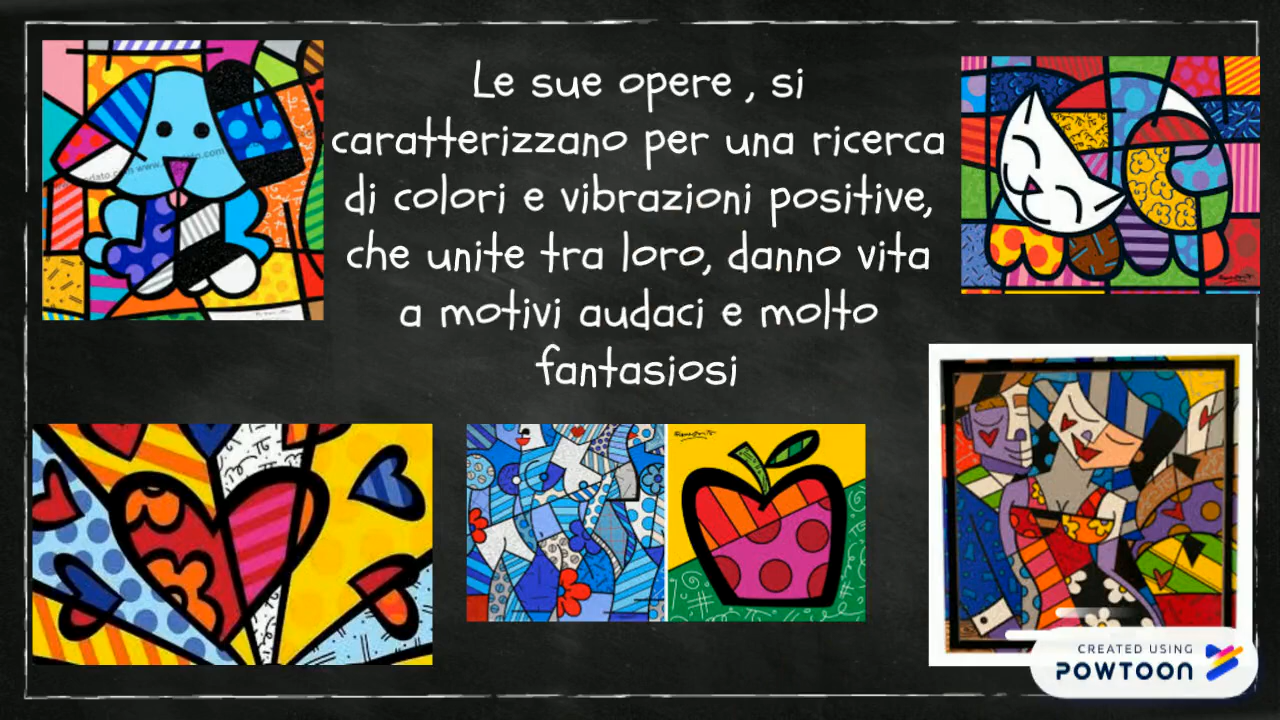 Le sue opere , si
caratterizzano per una ricerca
di colori e vibrazioni positive,
che unite tra loro, danno vita
a motivi audaci e molto
fantasiosi
CREATED USING
POWTOON